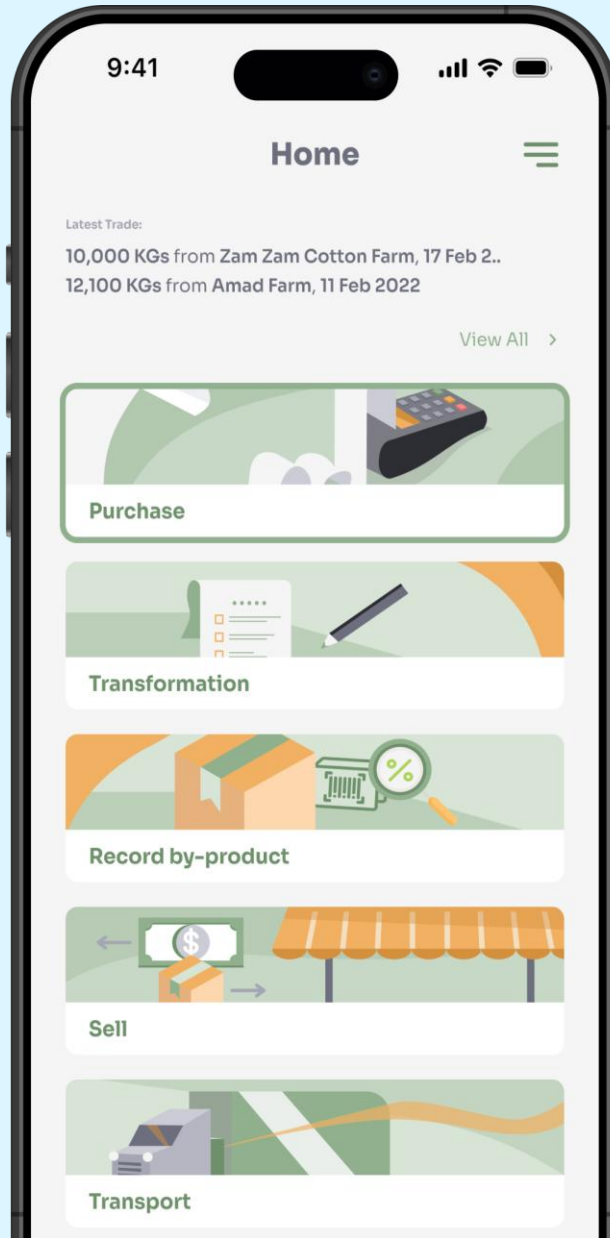 9:41
Home
Latest Trade:
10,000 KGs from Zam Zam Cotton Farm, 17 Feb 2..
12,100 KGs from Amad Farm, 11 Feb 2022
View All >
Purchase
Transformation
%
Record by-product
$
Sell
Transport